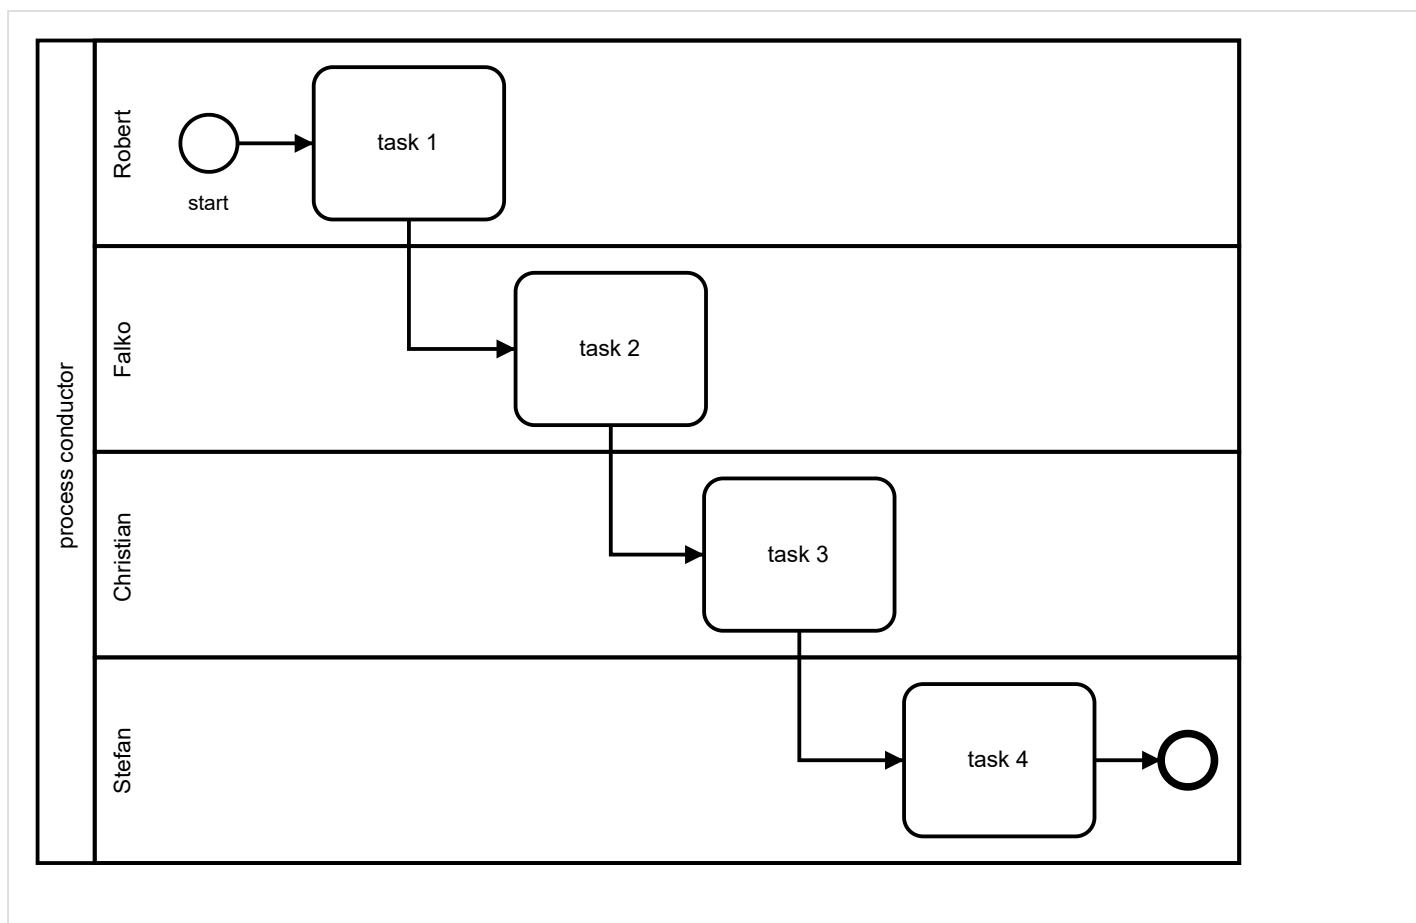 process conductor
Robert
start
task 1
Falko
task 2
Christian
task 3
Stefan
task 4